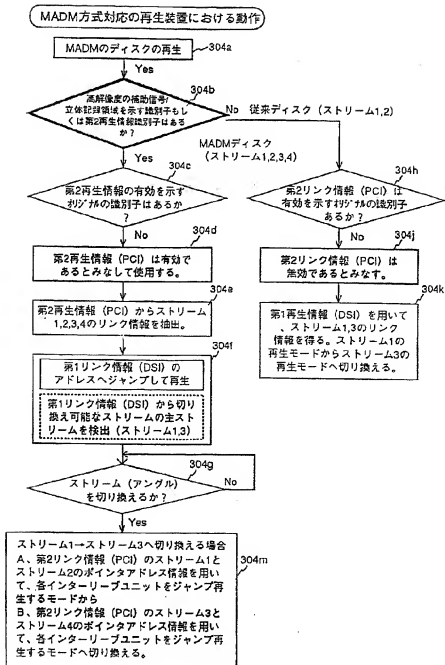 MADM方式対応の再生装置における動作
MADMのディスクの再生
304a
Yes
304b
高解像度の補助信号/
立体記録領域を示す識別子もし
くは第2再生情報識別子はある
か？
No 従来ディスク（ストリーム1,2）
Yes
MADMディスク
（ストリーム1,2,3,4）
304c
第2再生情報の有効を示す
オリジナルの識別子はあるか
？
No
304d
第2再生情報（PCI）は有効で
あるとみなして使用する。
304e
第2再生情報（PCI）からストリーム
1,2,3,4のリンク情報を抽出。
304f
第1リンク情報（DSI）の
アドレスへジャンプして再生
第1リンク情報（DSI）から切り
換え可能なストリームの主スト
リームを検出（ストリーム1,3）
304g
ストリーム（アングル）
を切り換えるか？
No
Yes
304h
第2リンク情報（PCI）は
有効を示すオリジナルの識別子
あるか？
No
304j
第2リンク情報（PCI）は
無効であるとみなす。
304k
第1再生情報（DSI）を用いて
、ストリーム1,3のリンク
情報を得る。ストリーム1の
再生モードからストリーム3の
再生モードへ切り換える。
304m
ストリーム1→ストリーム3へ切り換える場合
A、第2リンク情報（PCI）のストリーム1と
ストリーム2のポインタアドレス情報を用い
て、各インターリーブユニットをジャンプ再
生するモードから
B、第2リンク情報（PCI）のストリーム3と
ストリーム4のポインタアドレス情報を用い
て、各インターリーブユニットをジャンプ再
生するモードへ切り換える。